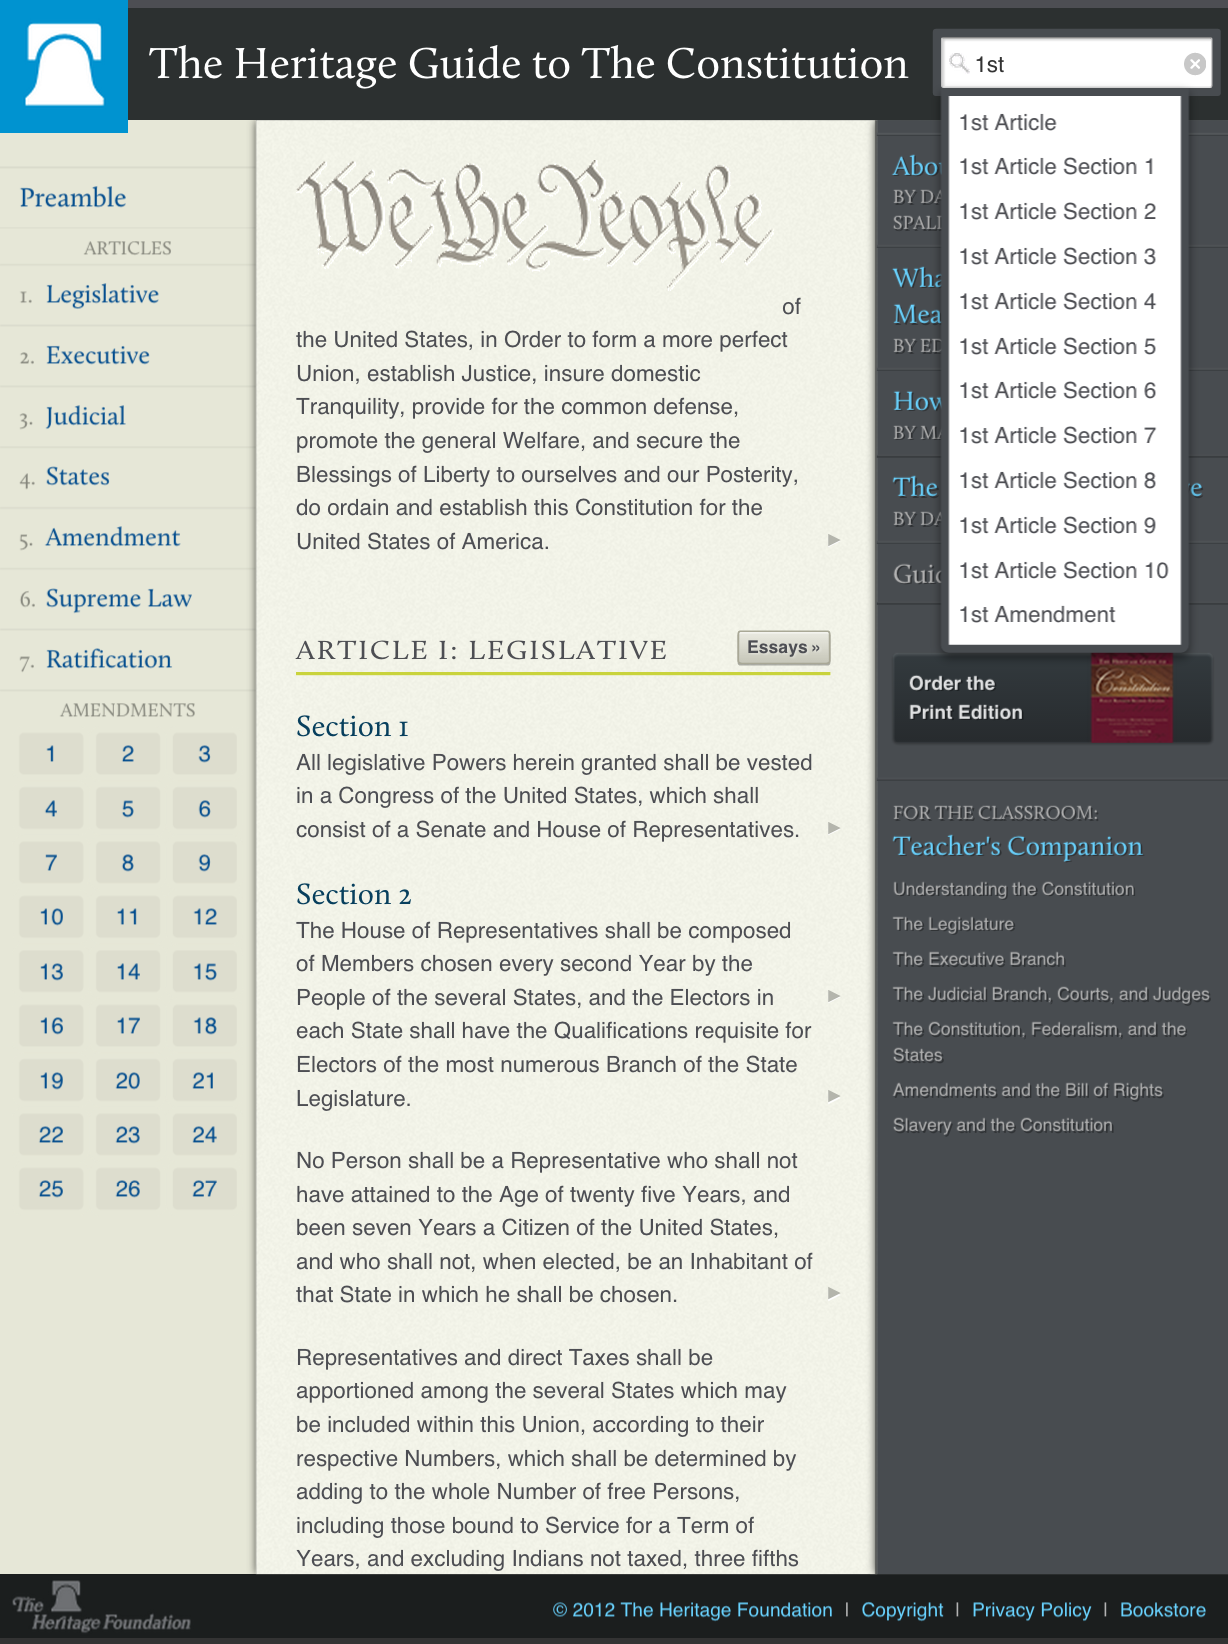 The Heritage Guide to The Constitution
1st
1st Article
1st Article Section 1
1st Article Section 2
1st Article Section 3
1st Article Section 4
1st Article Section 5
1st Article Section 6
1st Article Section 7
1st Article Section 8
1st Article Section 9
1st Article Section 10
1st Amendment
Preamble
ARTICLES
1. Legislative
2. Executive
3. Judicial
4. States
5. Amendment
6. Supreme Law
7. Ratification
AMENDMENTS
1 2 3
4 5 6
7 8 9
10 11 12
13 14 15
16 17 18
19 20 21
22 23 24
25 26 27
We the People
of
the United States, in Order to form a more perfect
Union, establish Justice, insure domestic
Tranquility, provide for the common defense,
promote the general Welfare, and secure the
Blessings of Liberty to ourselves and our Posterity,
do ordain and establish this Constitution for the
United States of America.
ARTICLE I: LEGISLATIVE
Essays »
Section 1
All legislative Powers herein granted shall be vested
in a Congress of the United States, which shall
consist of a Senate and House of Representatives.
Section 2
The House of Representatives shall be composed
of Members chosen every second Year by the
People of the several States, and the Electors in
each State shall have the Qualifications requisite for
Electors of the most numerous Branch of the State
Legislature.
No Person shall be a Representative who shall not
have attained to the Age of twenty five Years, and
been seven Years a Citizen of the United States,
and who shall not, when elected, be an Inhabitant of
that State in which he shall be chosen.
Representatives and direct Taxes shall be
apportioned among the several States which may
be included within this Union, according to their
respective Numbers, which shall be determined by
adding to the whole Number of free Persons,
including those bound to Service for a Term of
Years, and excluding Indians not taxed, three fifths
BY
BY
How
BY
The
BY
Order the
Print Edition
THE HERITAGE GUIDE TO
Constitution
FOR THE CLASSROOM:
Teacher's Companion
Understanding the Constitution
The Legislature
The Executive Branch
The Judicial Branch, Courts, and Judges
The Constitution, Federalism, and the
States
Amendments and the Bill of Rights
Slavery and the Constitution
The
Heritage Foundation
© 2012 The Heritage Foundation | Copyright | Privacy Policy | Bookstore